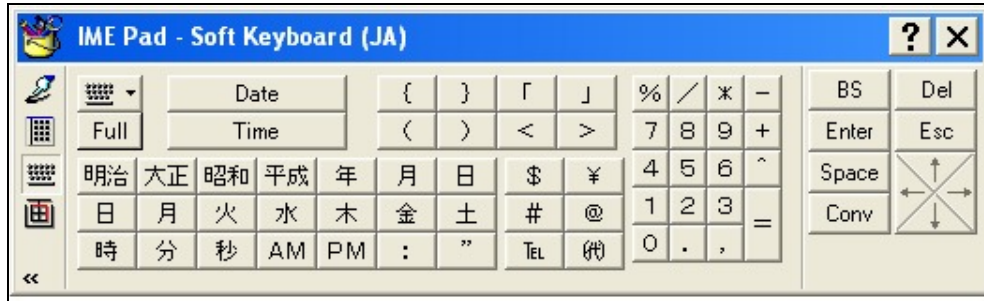 IME Pad - Soft Keyboard (JA) ? ×
Date { } 「 」 % / * - BS Del
Full Time ( ) < > 7 8 9 + Enter Esc
明治 大正 昭和 平成 年 月 日 $ ¥ 4 5 6 ^ Space
日 月 火 水 木 金 土 # @ 1 2 3 = Conv
時 分 秒 AM PM : " ℡ ㈹ 0 . ,
«